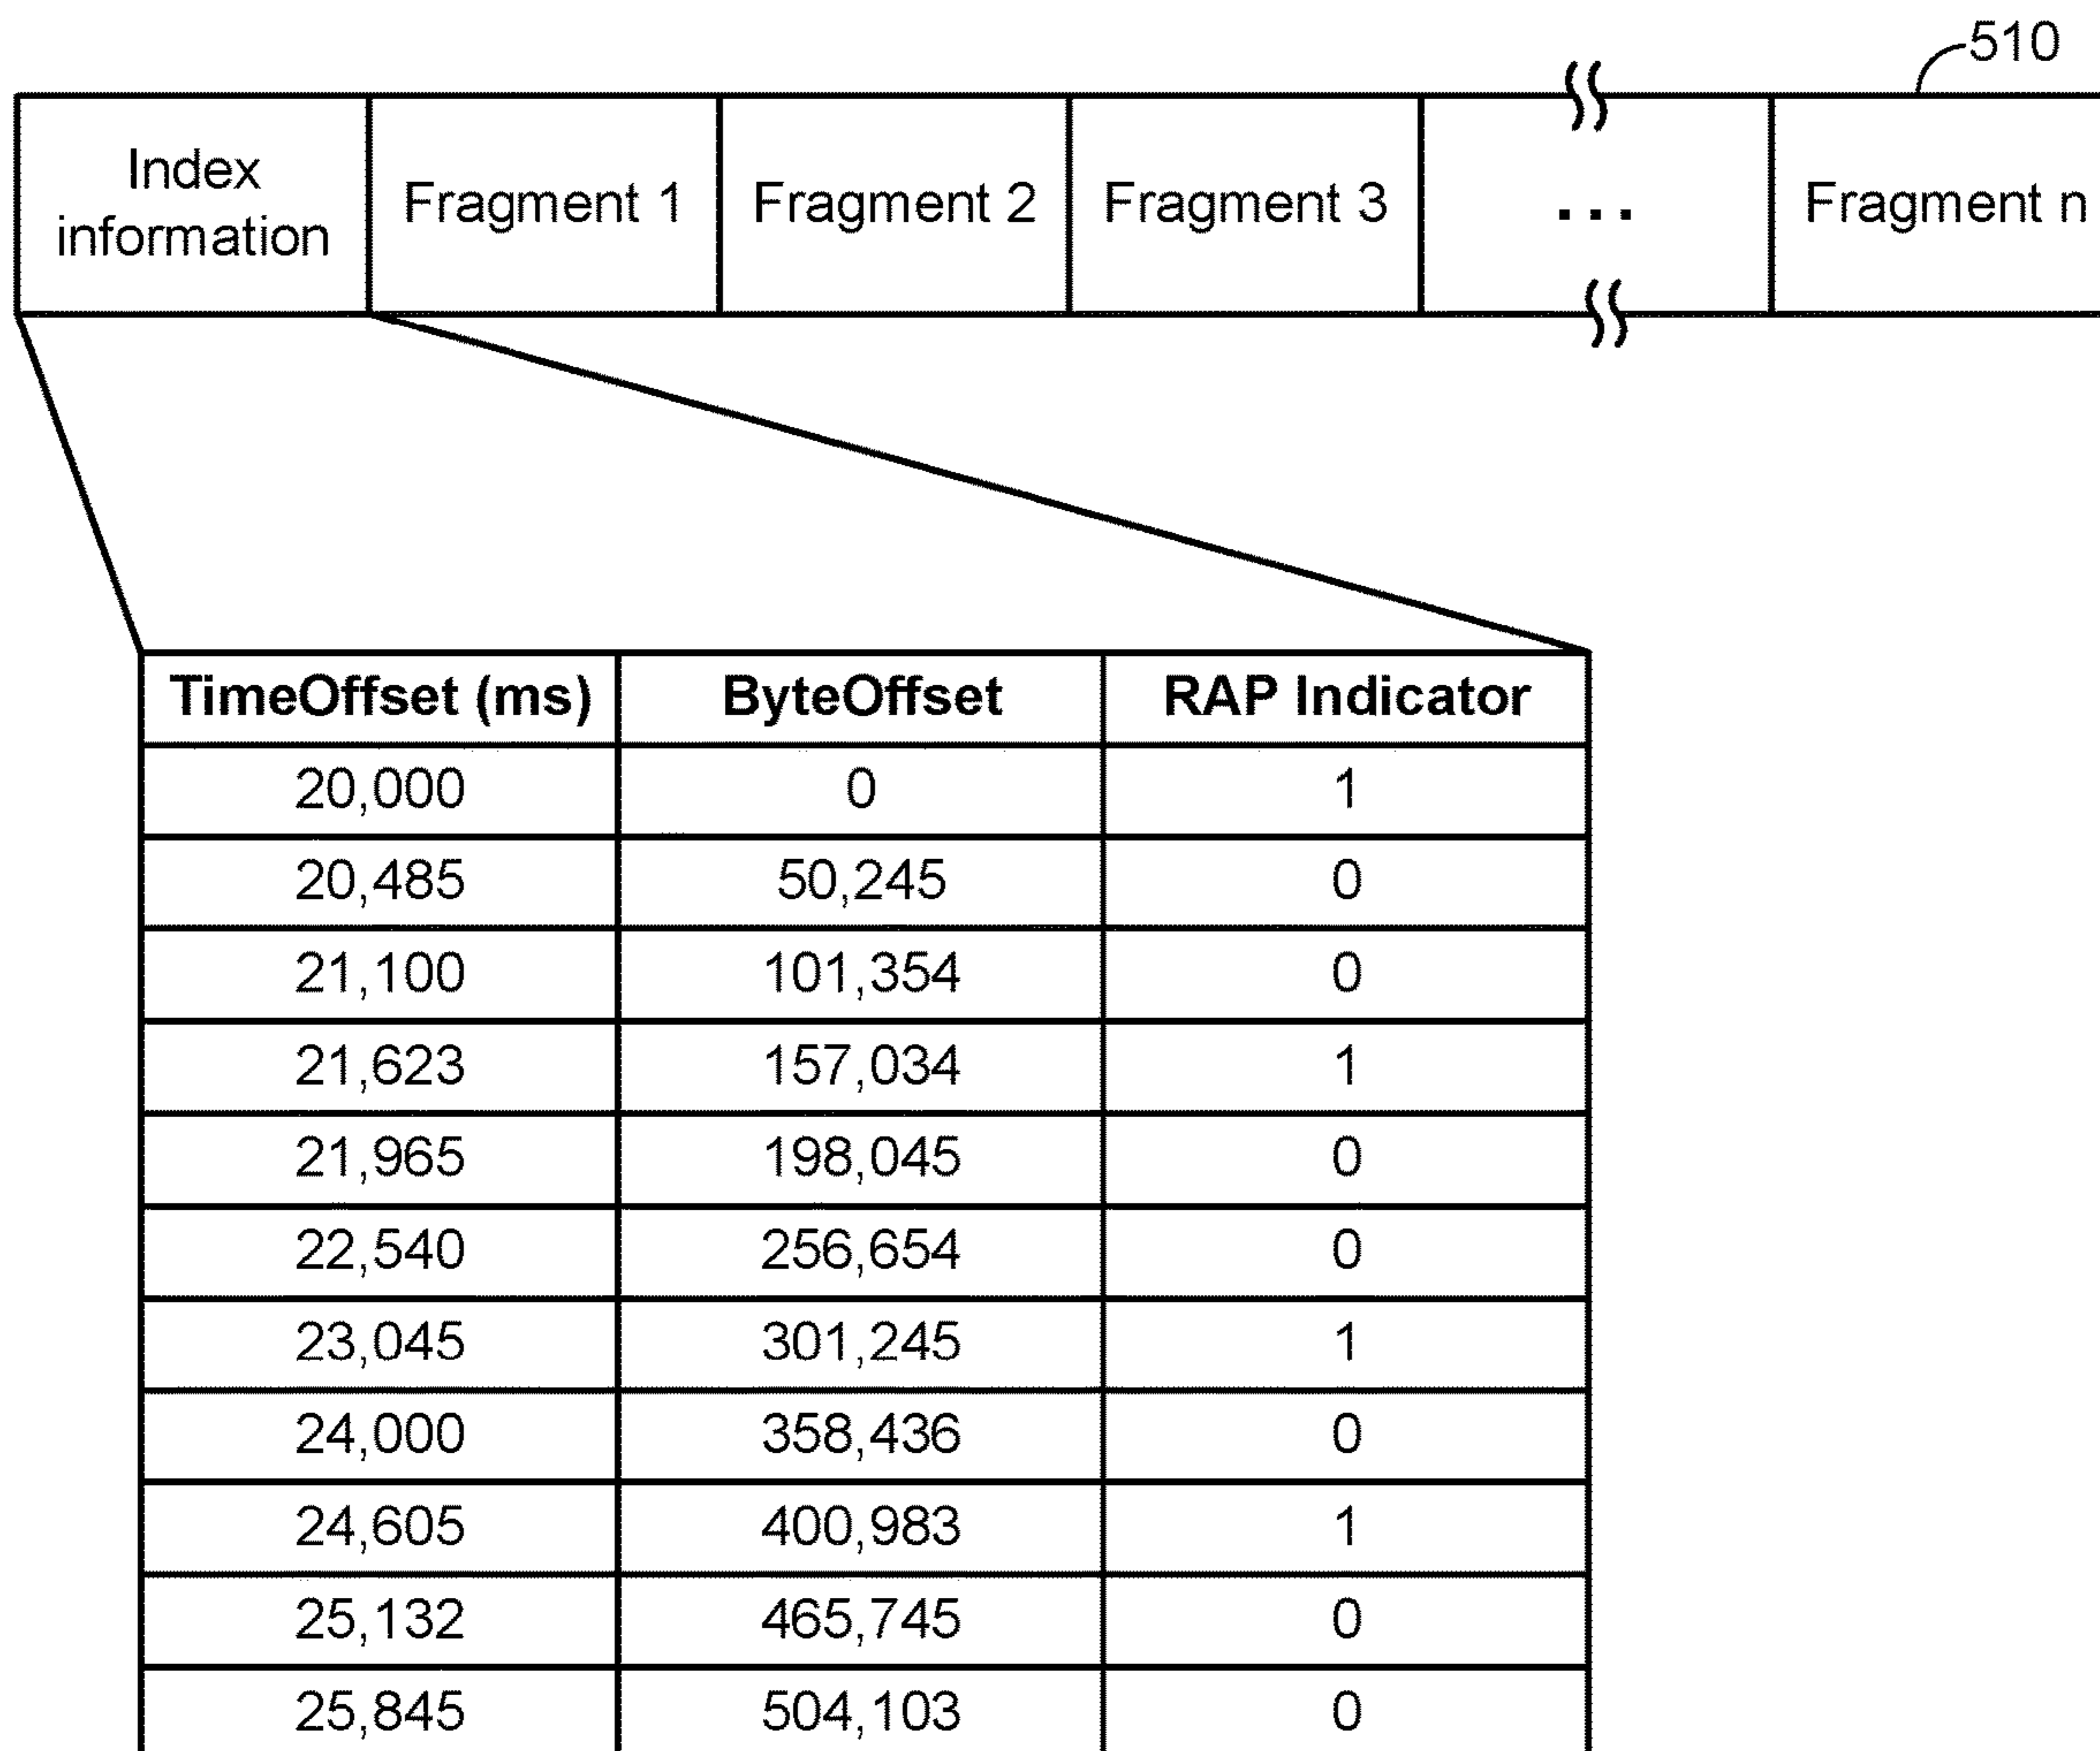 510
Index
information
Fragment 1
Fragment 2
Fragment 3
...
Fragment n
TimeOffset (ms) ByteOffset RAP Indicator
20,000 0 1
20,485 50,245 0
21,100 101,354 0
21,623 157,034 1
21,965 198,045 0
22,540 256,654 0
23,045 301,245 1
24,000 358,436 0
24,605 400,983 1
25,132 465,745 0
25,845 504,103 0